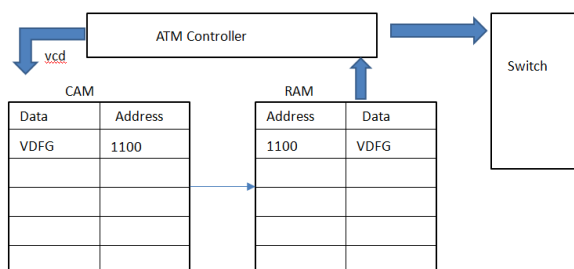 ATM Controller
vcd
Switch
CAM
RAM
Data Address
Address Data
VDFG 1100
1100 VDFG